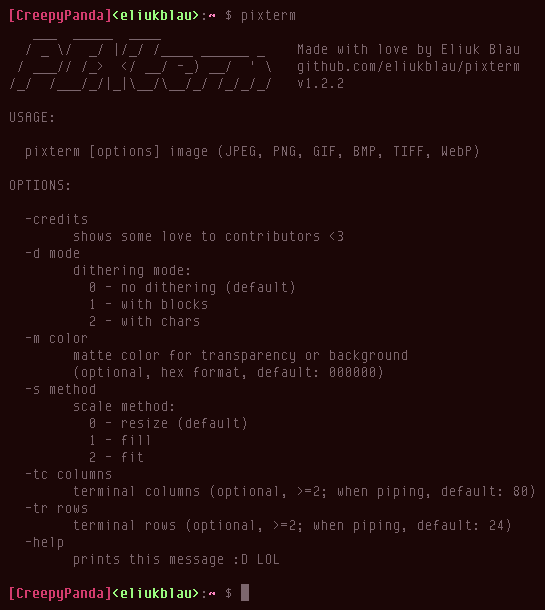 [CreepyPanda]<eliukblau>:~ $ pixterm
   ___  _____  ____
  / _ \/  _/ |/_/ /____ ______ _    Made with love by Eliuk Blau
 / ___// /_>  </ __/ -_) __/  ' \   github.com/eliukblau/pixterm
/_/  /___/_/|_|\__/\__/_/ /_/_/_/   v1.2.2
USAGE:
pixterm [options] image (JPEG, PNG, GIF, BMP, TIFF, WebP)
OPTIONS:
-credits
shows some love to contributors <3
-d mode
dithering mode:
0 - no dithering (default)
1 - with blocks
2 - with chars
-m color
matte color for transparency or background
(optional, hex format, default: 000000)
-s method
scale method:
0 - resize (default)
1 - fill
2 - fit
-tc columns
terminal columns (optional, >=2; when piping, default: 80)
-tr rows
terminal rows (optional, >=2; when piping, default: 24)
-help
prints this message :D LOL
[CreepyPanda]<eliukblau>:~ $